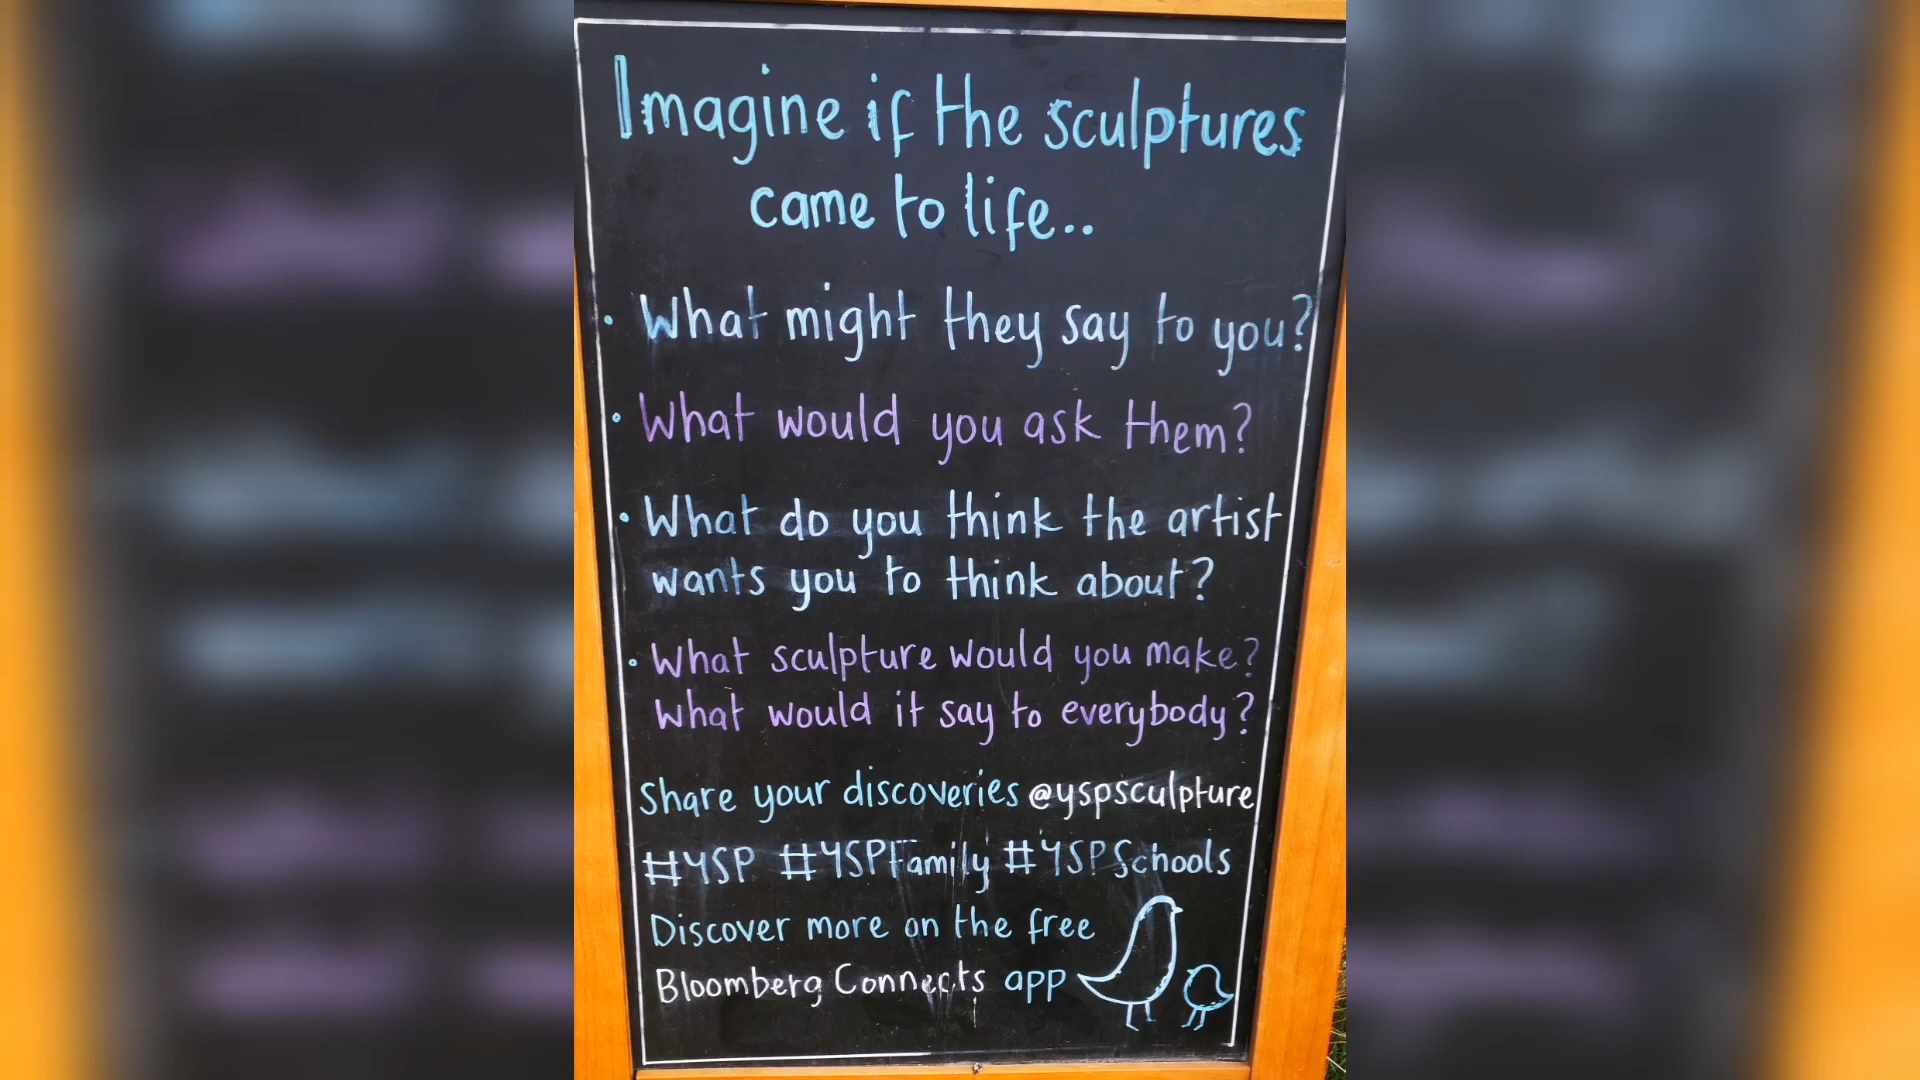 Imagine if the sculptures
came to life..
• What might they say to you?
• What would you ask them?
• What do you think the artist
wants you to think about?
• What sculpture would you make?
What would it say to everybody?
Share your discoveries @yspsculpture
#YSP #YSPFamily #YSPSchools
Discover more on the free
Bloomberg Connects app